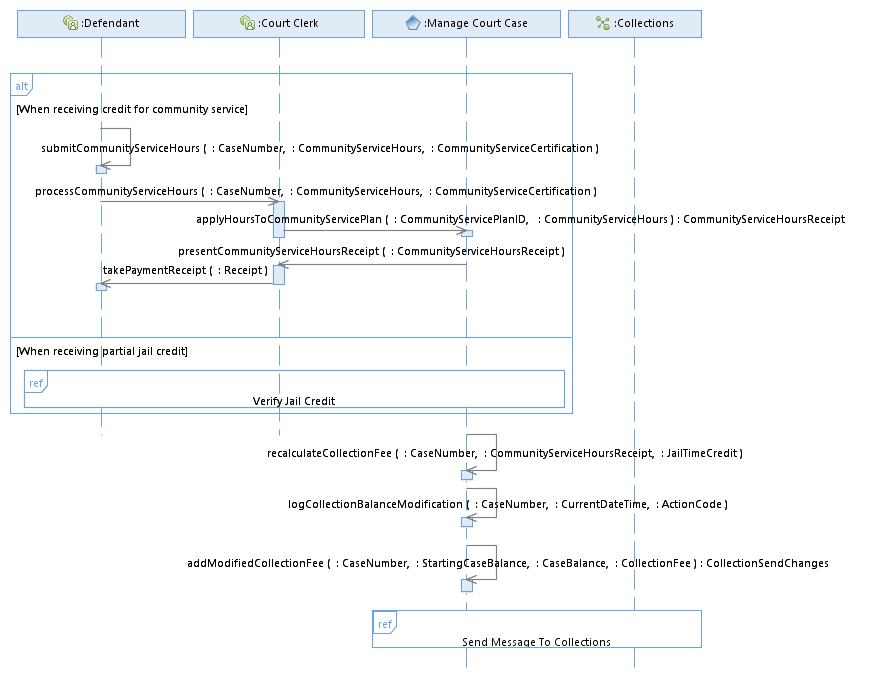 :Defendant
:Court Clerk
:Manage Court Case
:Collections
alt
[When receiving credit for community service]
submitCommunityServiceHours ( : CaseNumber, : CommunityServiceHours, : CommunityServiceCertification )
processCommunityServiceHours ( : CaseNumber, : CommunityServiceHours, : CommunityServiceCertification )
applyHoursToCommunityServicePlan ( : CommunityServicePlanID, : CommunityServiceHours ) : CommunityServiceHoursReceipt
presentCommunityServiceHoursReceipt ( : CommunityServiceHoursReceipt )
takePaymentReceipt ( : Receipt )
[When receiving partial jail credit]
ref
Verify Jail Credit
recalculateCollectionFee ( : CaseNumber, : CommunityServiceHoursReceipt, : JailTimeCredit )
logCollectionBalanceModification ( : CaseNumber, : CurrentDateTime, : ActionCode )
addModifiedCollectionFee ( : CaseNumber, : StartingCaseBalance, : CaseBalance, : CollectionFee ) : CollectionSendChanges
ref
Send Message To Collections